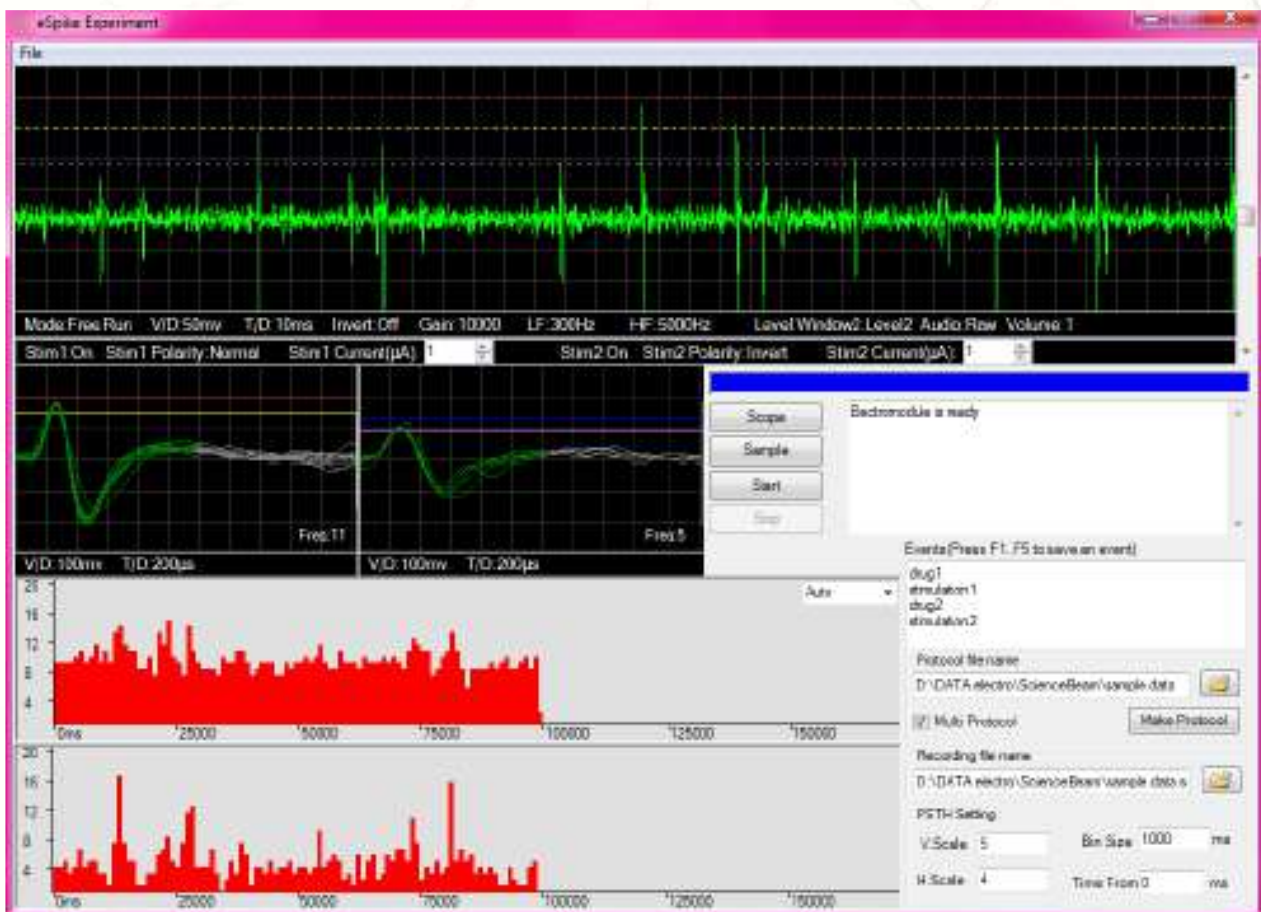 eSpike Experiment
File
Mode:Free Run V/D:50mv T/D:10ms Invert:Off Gain:10000 LF:300Hz HF:5000Hz Level Window2:Level2 Audio:Raw Volume:1
Stim1 On Stim1 Polarity:Normal Stim1 Current(µA): 1 Stim2 On Stim2 Polarity:Invert Stim2 Current(µA): 1
Scope
Electromodule is ready
Sample
Start
Stop
Freq:11
Freq:5
V/D:100mv T/D:200µs
V/D:100mv T/D:200µs
Events(Press F1..F5 to save an event)
drug1
stimulation1
drug2
stimulation2
Auto
16
12
8
4
0ms 25000 50000 75000 100000 125000 150000
Protocol file name
D:\DATA electro\ScienceBeam\sample data
Multi Protocol
Make Protocol
Recording file name
D:\DATA electro\ScienceBeam\sample data s
PSTH Setting
V.Scale 5 Bin Size 1000 ms
H.Scale 4 Time From 0 ms
20
16
12
8
4
0ms 25000 50000 75000 100000 125000 150000